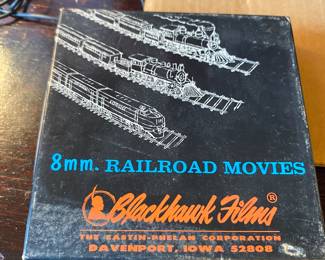 8mm. RAILROAD MOVIES
Blackhawk Films ®
THE EASTIN-PHELAN CORPORATION
DAVENPORT, IOWA 52808